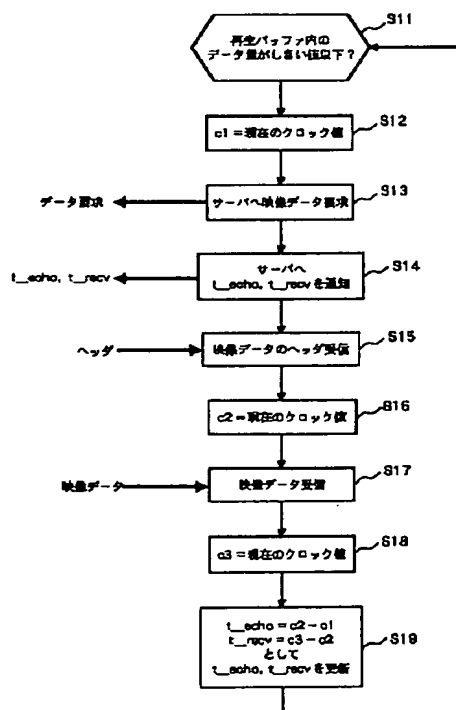 S11
再生バッファ内の
データ量がしきい値以下？
S12
c1＝現在のクロック値
S13
データ要求
サーバへ映像データ要求
S14
t_echo, t_recv
サーバへ
t_echo, t_recvを通知
S15
ヘッダ
映像データのヘッダ受信
S16
c2＝現在のクロック値
S17
映像データ
映像データ受信
S18
c3＝現在のクロック値
S19
t_echo＝c2－c1
t_recv＝c3－c2
として
t_echo, t_recvを更新